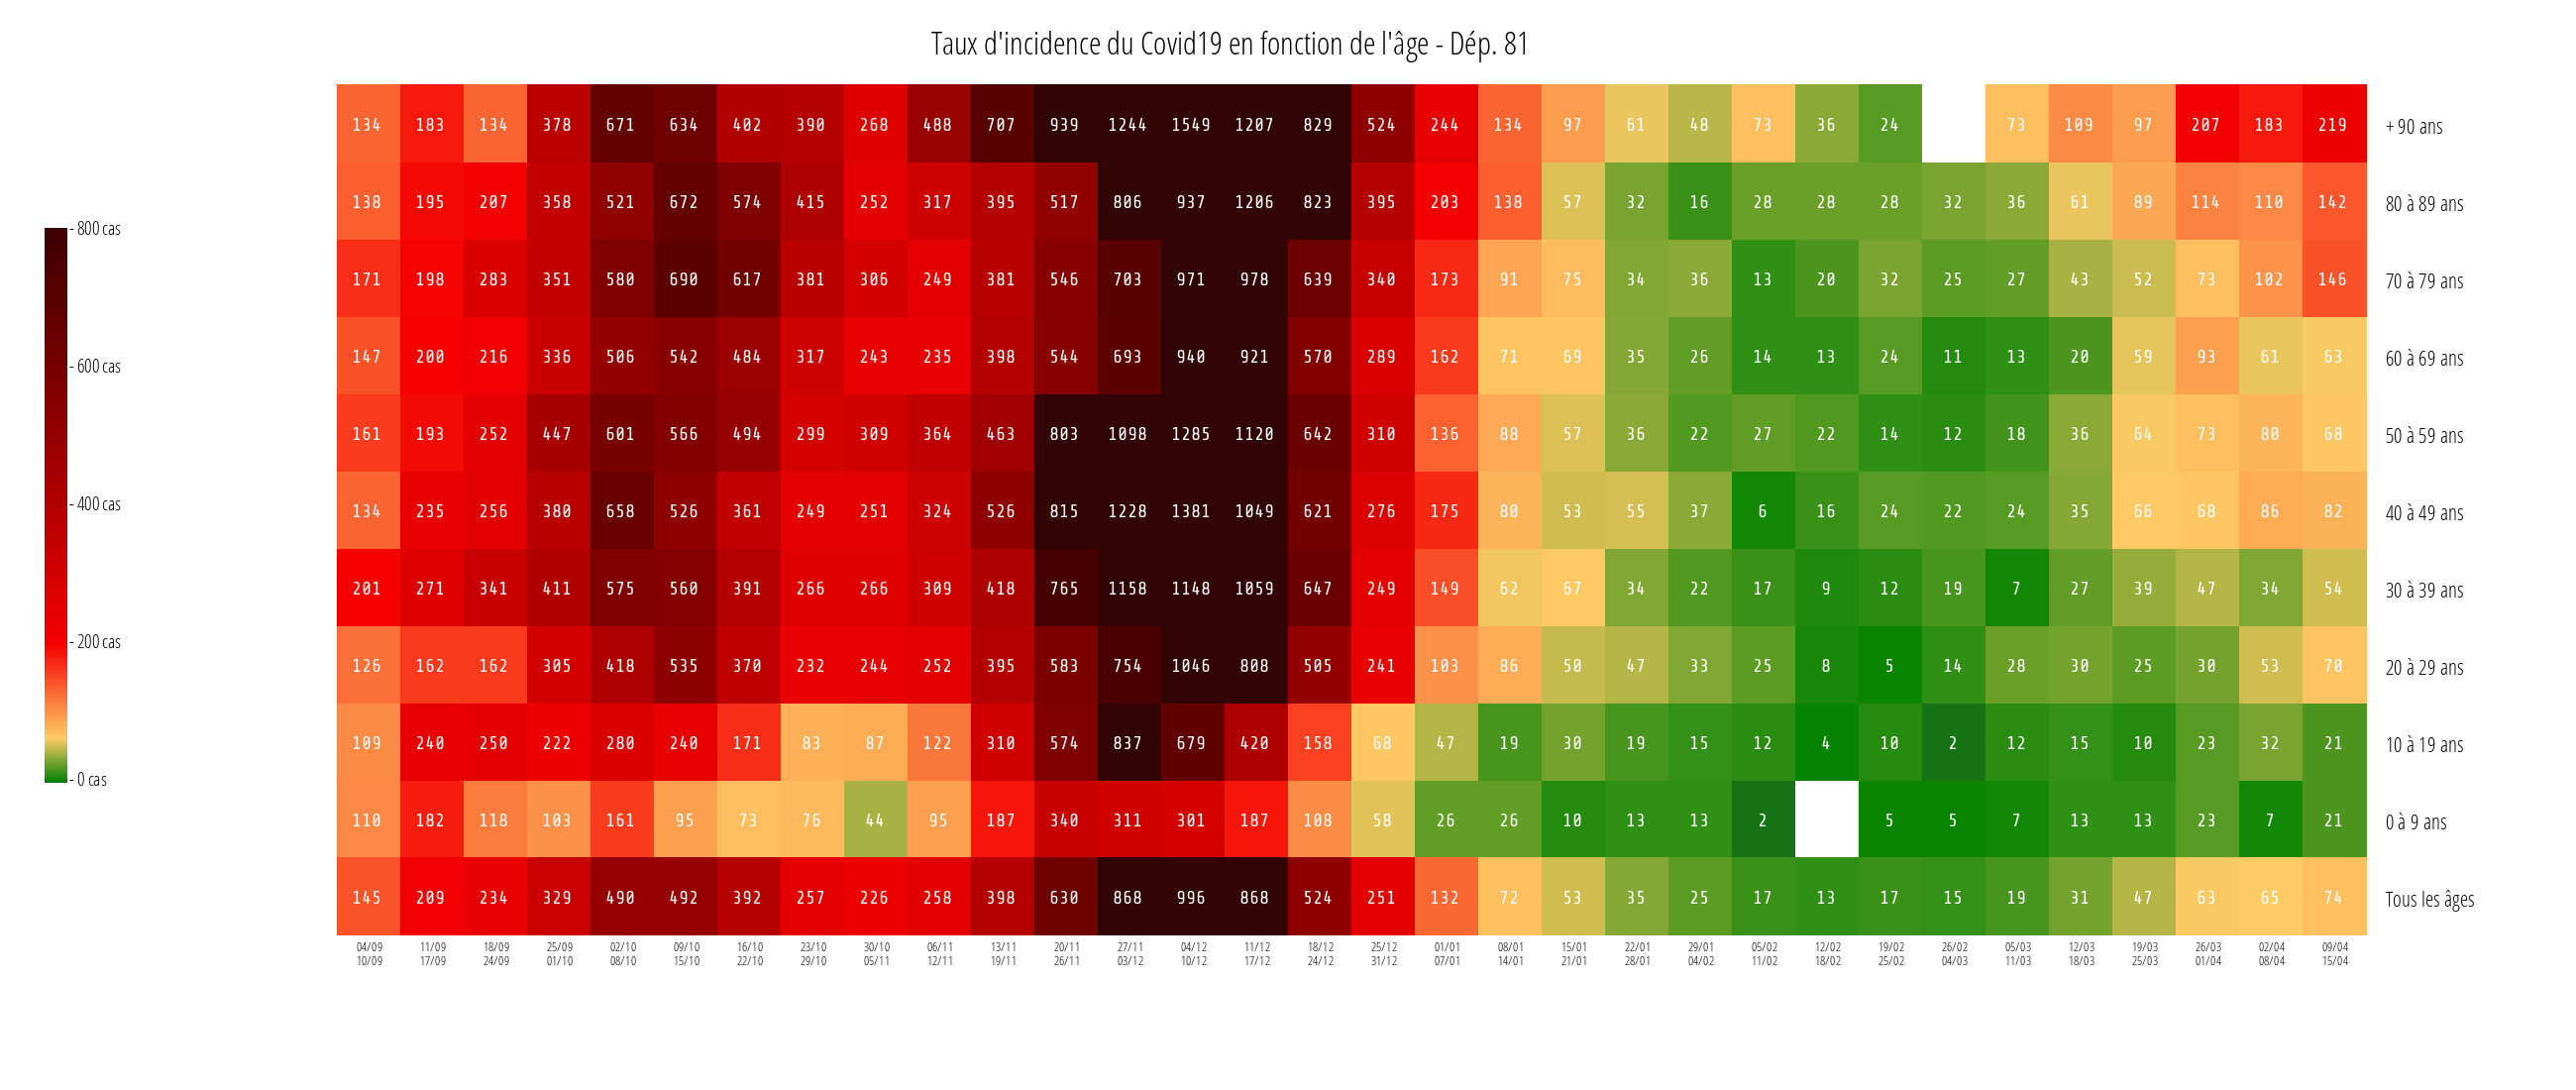 Taux d'incidence du Covid19 en fonction de l'âge - Dép. 81
134 183 134 378 671 634 402 390 268 488 707 939 1244 1549 1207 829 524 244 134 97 61 48 73 36 24 73 109 97 207 183 219 + 90 ans
138 195 207 358 521 672 574 415 252 317 395 517 806 937 1206 823 395 203 138 57 32 16 28 28 28 32 36 61 89 114 110 142 80 à 89 ans
- 800 cas
171 198 283 351 580 690 617 381 306 249 381 546 703 971 978 639 340 173 91 75 34 36 13 20 32 25 27 43 52 73 102 146 70 à 79 ans
147 200 216 336 506 542 484 317 243 235 398 544 693 940 921 570 289 162 71 69 35 26 14 13 24 11 13 20 59 93 61 63 60 à 69 ans
- 600 cas
161 193 252 447 601 566 494 299 309 364 463 803 1098 1285 1120 642 310 136 88 57 36 22 27 22 14 12 18 36 64 73 80 68 50 à 59 ans
- 400 cas
134 235 256 380 658 526 361 249 251 324 526 815 1228 1381 1049 621 276 175 80 53 55 37 6 16 24 22 24 35 66 68 86 82 40 à 49 ans
201 271 341 411 575 560 391 266 266 309 418 765 1158 1148 1059 647 249 149 62 67 34 22 17 9 12 19 7 27 39 47 34 54 30 à 39 ans
- 200 cas
126 162 162 305 418 535 370 232 244 252 395 583 754 1046 808 505 241 103 86 50 47 33 25 8 5 14 28 30 25 30 53 70 20 à 29 ans
109 240 250 222 280 240 171 83 87 122 310 574 837 679 420 158 68 47 19 30 19 15 12 4 10 2 12 15 10 23 32 21 10 à 19 ans
- 0 cas
110 182 118 103 161 95 73 76 44 95 187 340 311 301 187 108 58 26 26 10 13 13 2 5 5 7 13 13 23 7 21 0 à 9 ans
145 209 234 329 490 492 392 257 226 258 398 630 868 996 868 524 251 132 72 53 35 25 17 13 17 15 19 31 47 63 65 74 Tous les âges
04/09 11/09 18/09 25/09 02/10 09/10 16/10 23/10 30/10 06/11 13/11 20/11 27/11 04/12 11/12 18/12 25/12 01/01 08/01 15/01 22/01 29/01 05/02 12/02 19/02 26/02 05/03 12/03 19/03 26/03 02/04 09/04
10/09 17/09 24/09 01/10 08/10 15/10 22/10 29/10 05/11 12/11 19/11 26/11 03/12 10/12 17/12 24/12 31/12 07/01 14/01 21/01 28/01 04/02 11/02 18/02 25/02 04/03 11/03 18/03 25/03 01/04 08/04 15/04